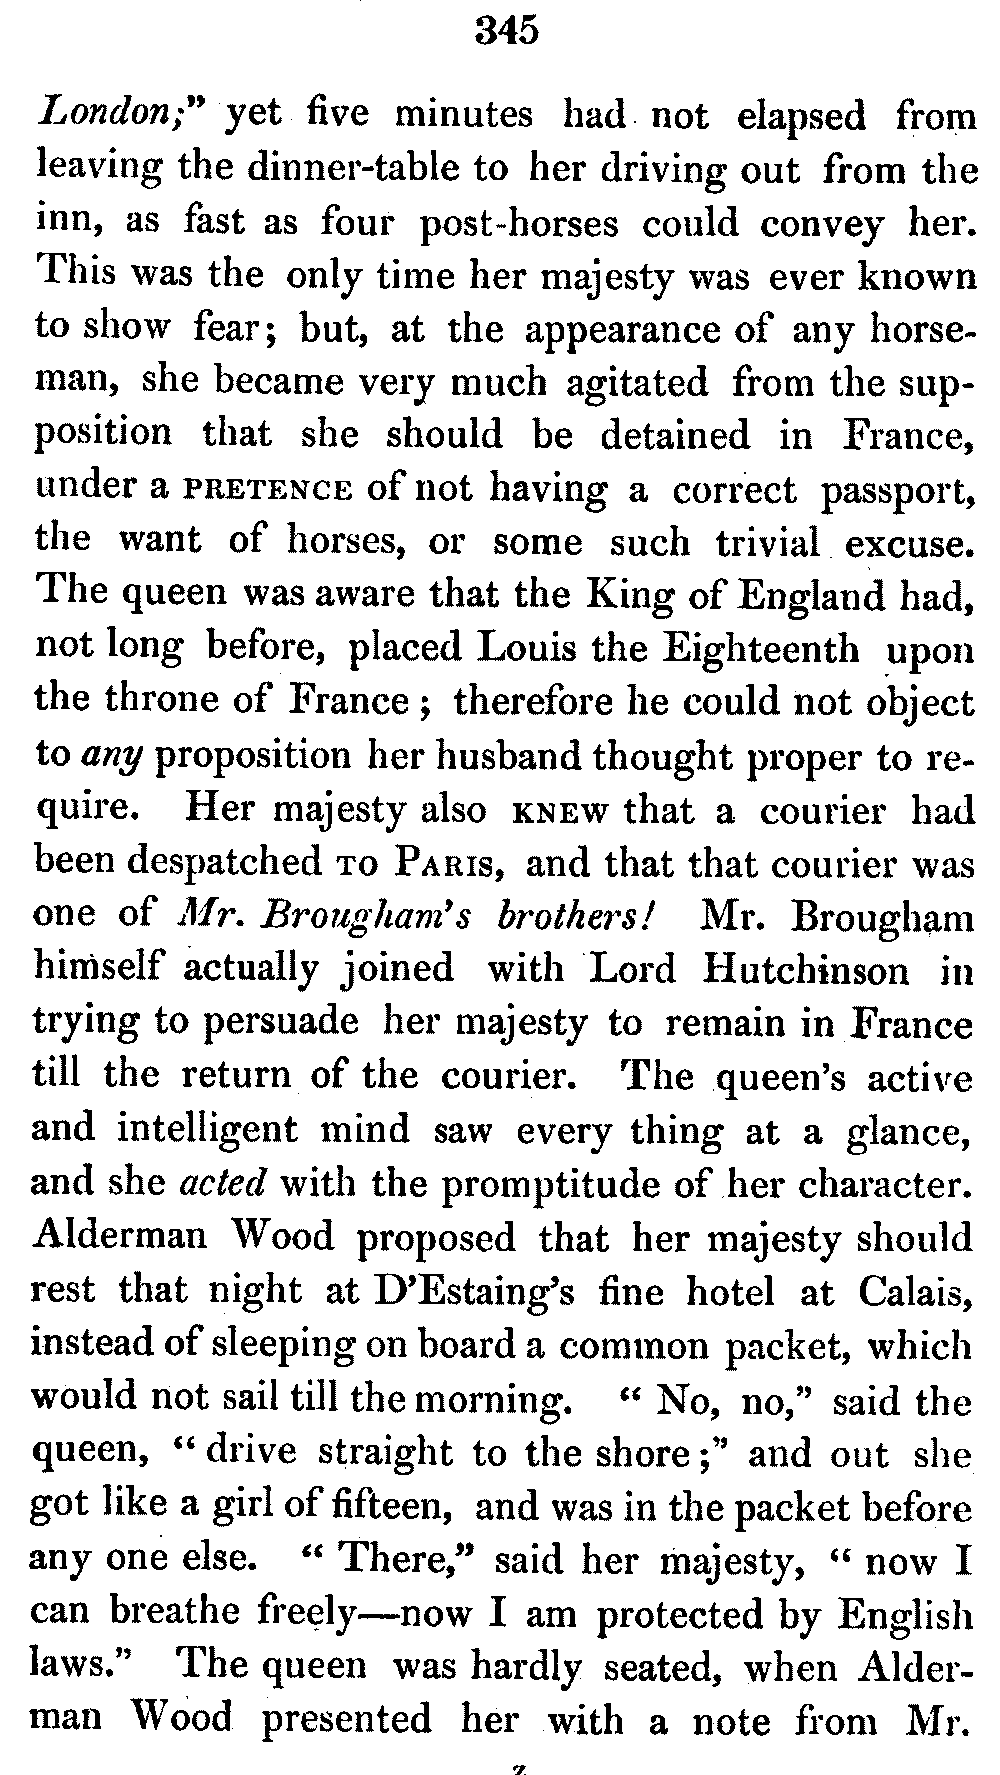 345
London;" yet five minutes had not elapsed from
leaving the dinner-table to her driving out from the
inn, as fast as four post-horses could convey her.
This was the only time her majesty was ever known
to show fear; but, at the appearance of any horse-
man, she became very much agitated from the sup-
position that she should be detained in France,
under a PRETENCE of not having a correct passport,
the want of horses, or some such trivial excuse.
The queen was aware that the King of England had,
not long before, placed Louis the Eighteenth upon
the throne of France; therefore he could not object
to any proposition her husband thought proper to re-
quire. Her majesty also KNEW that a courier had
been despatched TO PARIS, and that that courier was
one of Mr. Brougham's brothers! Mr. Brougham
himself actually joined with Lord Hutchinson in
trying to persuade her majesty to remain in France
till the return of the courier. The queen's active
and intelligent mind saw every thing at a glance,
and she acted with the promptitude of her character.
Alderman Wood proposed that her majesty should
rest that night at D'Estaing's fine hotel at Calais,
instead of sleeping on board a common packet, which
would not sail till the morning. "No, no," said the
queen, "drive straight to the shore;" and out she
got like a girl of fifteen, and was in the packet before
any one else. "There," said her majesty, "now I
can breathe freely—now I am protected by English
laws." The queen was hardly seated, when Alder-
man Wood presented her with a note from Mr.
z